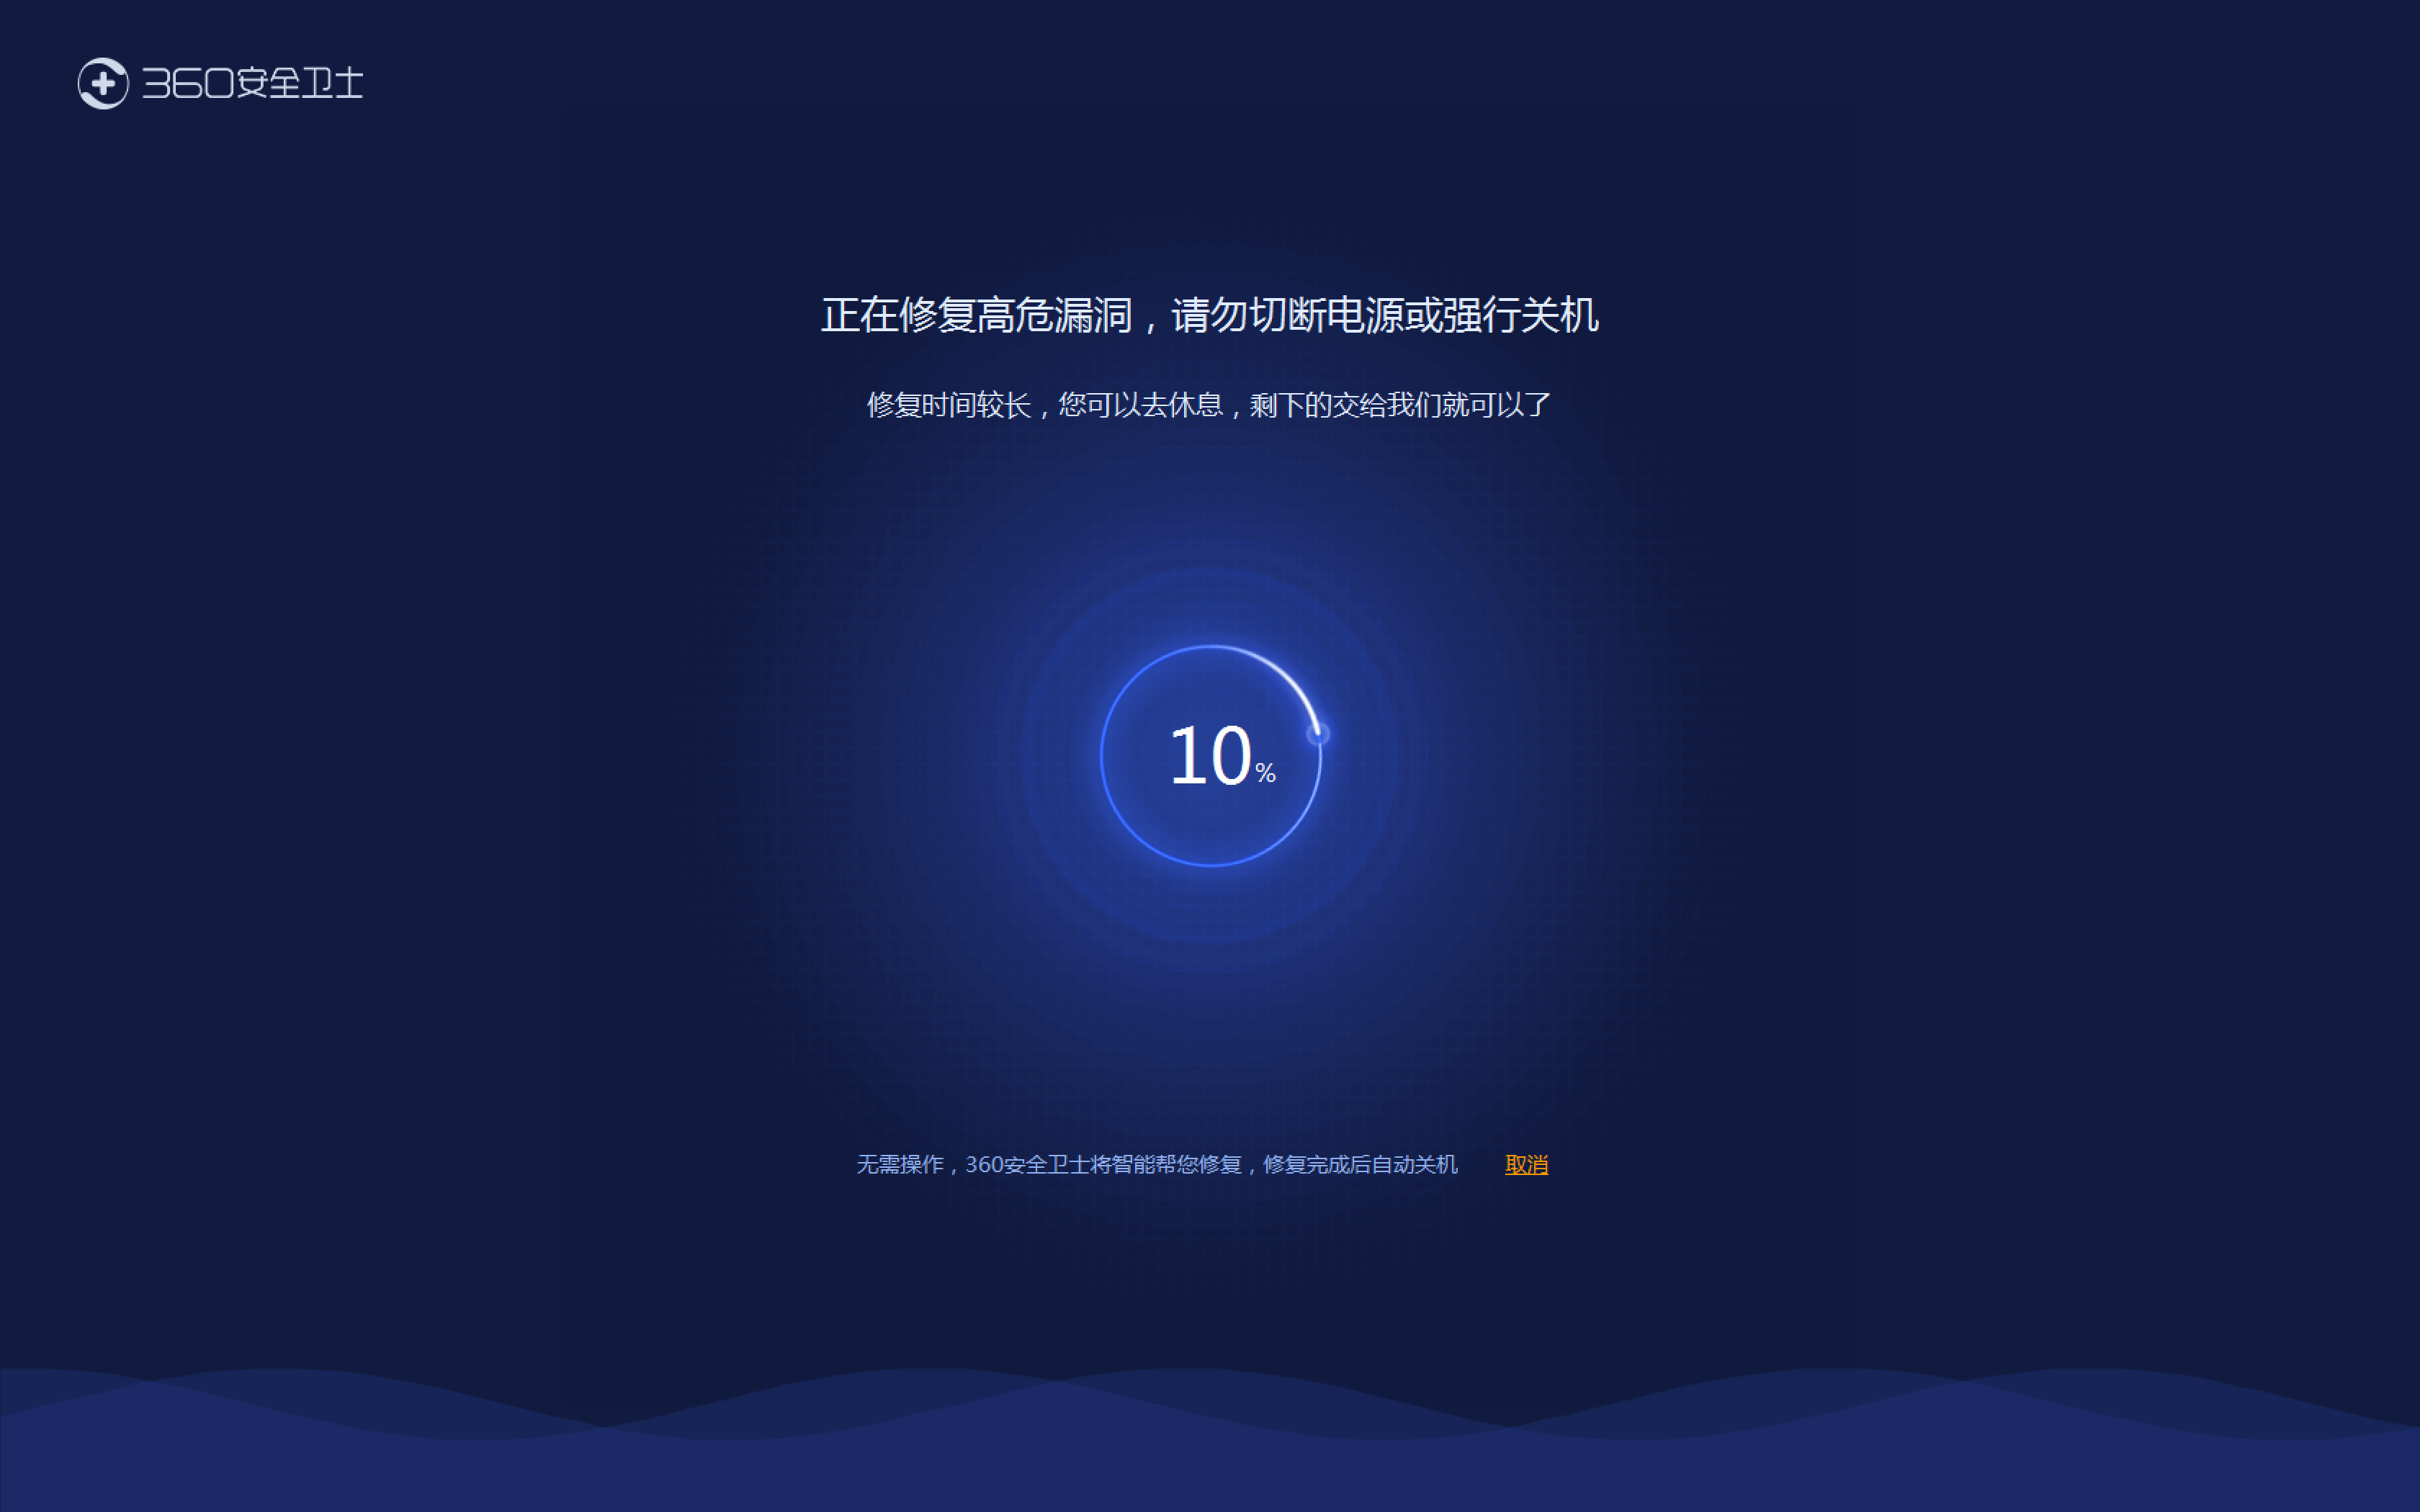 360安全卫士
正在修复高危漏洞，请勿切断电源或强行关机
修复时间较长，您可以去休息，剩下的交给我们就可以了
10%
无需操作，360安全卫士将智能帮您修复，修复完成后自动关机 取消